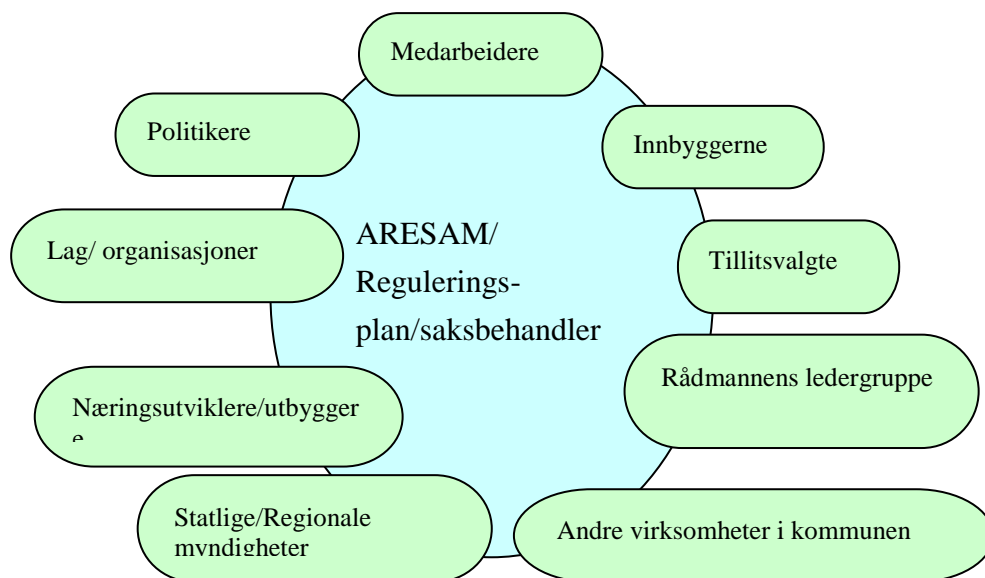 Medarbeidere
Politikere
Innbyggerne
Lag/ organisasjoner
ARESAM/
Regulerings-
plan/saksbehandler
Tillitsvalgte
Rådmannens ledergruppe
Næringsutviklere/utbygger
e
Statlige/Regionale
myndigheter
Andre virksomheter i kommunen